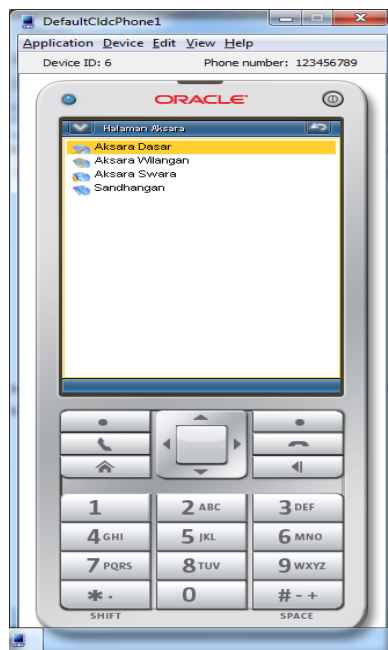 DefaultCldcPhone1
Application Device Edit View Help
Device ID: 6 Phone number: 123456789
ORACLE
Halaman Aksara
Aksara Dasar
Aksara Wilangan
Aksara Swara
Sandhangan
1 2 ABC 3 DEF
4 GHI 5 JKL 6 MNO
7 PQRS 8 TUV 9 WXYZ
* . 0 # - +
SHIFT SPACE